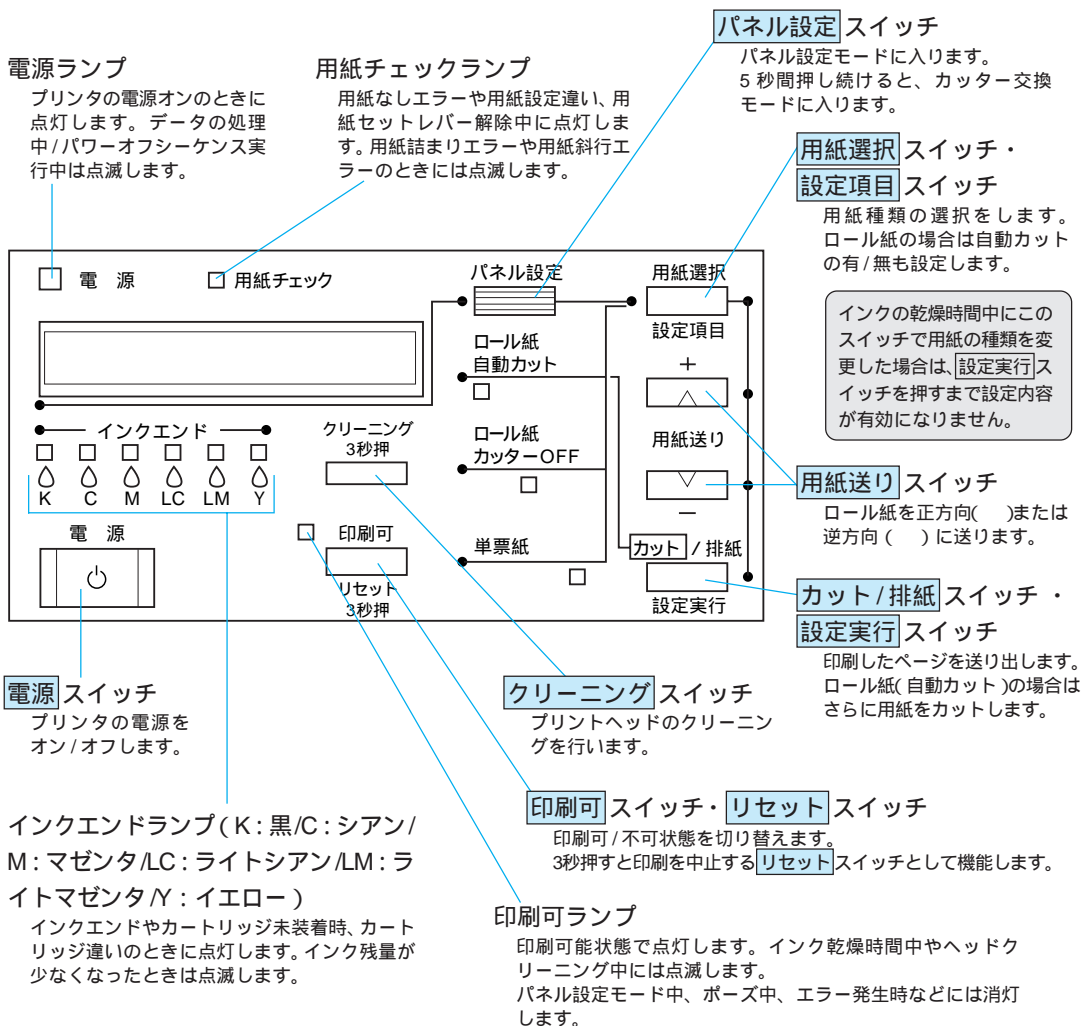 パネル設定 スイッチ
パネル設定モードに入ります。
5 秒間押し続けると、カッター交換
モードに入ります。
電源ランプ
プリンタの電源オンのときに
点灯します。データの処理
中/パワーオフシーケンス実
行中は点滅します。
用紙チェックランプ
用紙なしエラーや用紙設定違い、用
紙セットレバー解除中に点灯しま
す。用紙詰まりエラーや用紙斜行エ
ラーのときには点滅します。
用紙選択 スイッチ・
設定項目 スイッチ
用紙種類の選択をします。
ロール紙の場合は自動カット
の有/無も設定します。
インクの乾燥時間中にこの
スイッチで用紙の種類を変
更した場合は、設定実行ス
イッチを押すまで設定内容
が有効になりません。
電 源
用紙チェック
パネル設定
用紙選択
設定項目
ロール紙
自動カット
+
インクエンド
K C M LC LM Y
クリーニング
3秒押
ロール紙
カッターOFF
用紙送り
−
電 源
印刷可
リセット
3秒押
単票紙
カット / 排紙
設定実行
用紙送り スイッチ
ロール紙を正方向( )または
逆方向 ( ) に送ります。
カット / 排紙 スイッチ ・
設定実行 スイッチ
印刷したページを送り出します。
ロール紙(自動カット)の場合は
さらに用紙をカットします。
電源 スイッチ
プリンタの電源を
オン / オフします。
クリーニング スイッチ
プリントヘッドのクリーニン
グを行います。
印刷可 スイッチ・ リセット スイッチ
印刷可 / 不可状態を切り替えます。
3秒押すと印刷を中止する リセット スイッチとして機能します。
インクエンドランプ ( K : 黒/C : シアン/
M : マゼンタ/LC : ライトシアン/LM : ラ
イトマゼンタ/Y : イエロー )
インクエンドやカートリッジ未装着時、カート
リッジ違いのときに点灯します。インク残量が
少なくなったときは点滅します。
印刷可ランプ
印刷可能状態で点灯します。インク乾燥時間中やヘッドク
リーニング中には点滅します。
パネル設定モード中、ポーズ中、エラー発生時などには消灯
します。